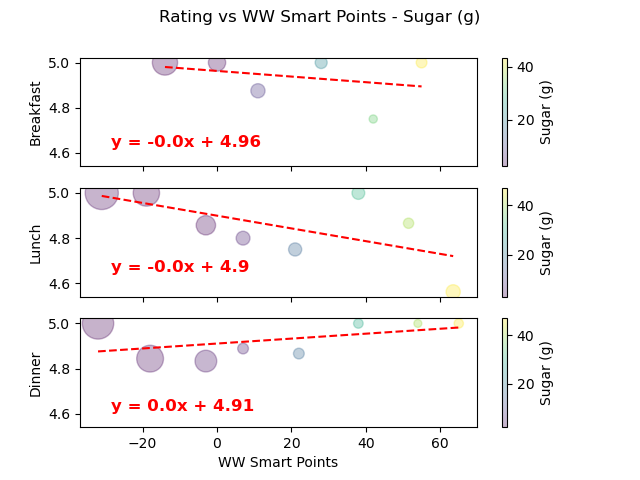 Rating vs WW Smart Points - Sugar (g)
5.0
4.8
4.6
Breakfast
y = -0.0x + 4.96
40
20
Sugar (g)
5.0
4.8
4.6
Lunch
y = -0.0x + 4.9
40
20
Sugar (g)
5.0
4.8
4.6
Dinner
y = 0.0x + 4.91
40
20
Sugar (g)
−20 0 20 40 60
WW Smart Points